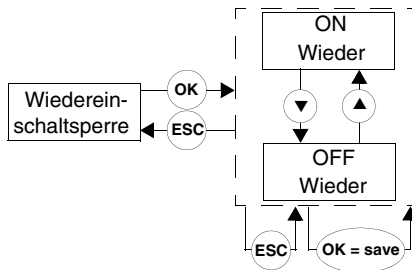 ON
Wieder
OK
Wiederein-
schaltsperre
ESC
▼
▲
OFF
Wieder
ESC
OK = save